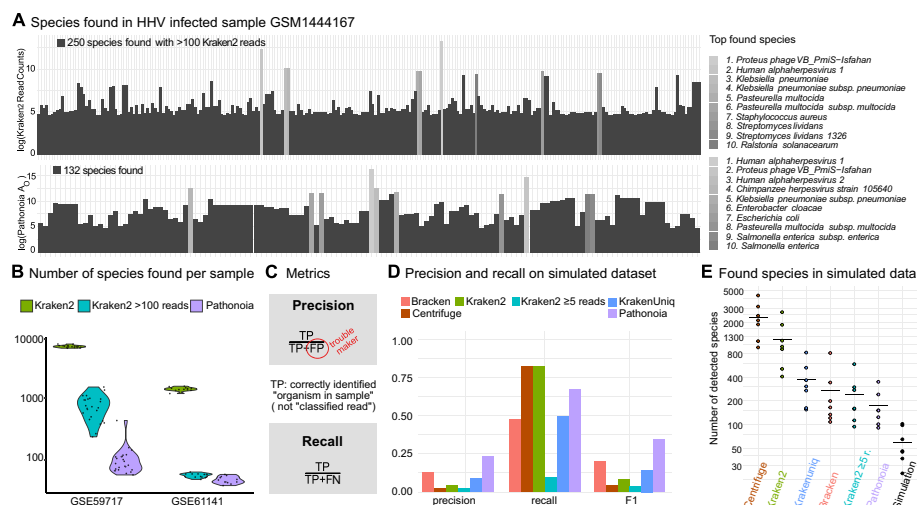 A Species found in HHV infected sample GSM1444167
250 species found with >100 Kraken2 reads
log(Kraken2 ReadCounts)
10
5
0
Top found species
1. Proteus phage VB_PmiS-Isfahan
2. Human alphaherpesvirus 1
3. Klebsiella pneumoniae
4. Klebsiella pneumoniae subsp. pneumoniae
5. Pasteurella multocida
6. Pasteurella multocida subsp. multocida
7. Staphylococcus aureus
8. Streptomyces lividans
9. Streptomyces lividans 1326
10. Ralstonia solanacearum
132 species found
log(Pathonoia A_O)
15
10
5
0
1. Human alphaherpesvirus 1
2. Proteus phage VB_PmiS-Isfahan
3. Human alphaherpesvirus 2
4. Chimpanzee herpesvirus strain 105640
5. Klebsiella pneumoniae subsp. pneumoniae
6. Enterobacter cloacae
7. Escherichia coli
8. Pasteurella multocida subsp. multocida
9. Salmonella enterica subsp. enterica
10. Salmonella enterica
B Number of species found per sample
Kraken2 Kraken2 >100 reads Pathonoia
10000
1000
100
GSE59717 GSE61141
C Metrics
Precision
TP
TP+FP
trouble
maker
TP: correctly identified
"organism in sample"
( not "classified read")
Recall
TP
TP+FN
D Precision and recall on simulated dataset
Bracken Kraken2 Kraken2 ≥5 reads KrakenUniq
Centrifuge Pathonoia
1.00
0.75
0.50
0.25
0.00
precision recall F1
E Found species in simulated data
Number of detected species
5000
3000
2000
1300
800
400
200
100
50
30
Centrifuge
Kraken2
Krakenuniq
Bracken
Kraken2 ≥5 r.
Pathonoia
Simulation